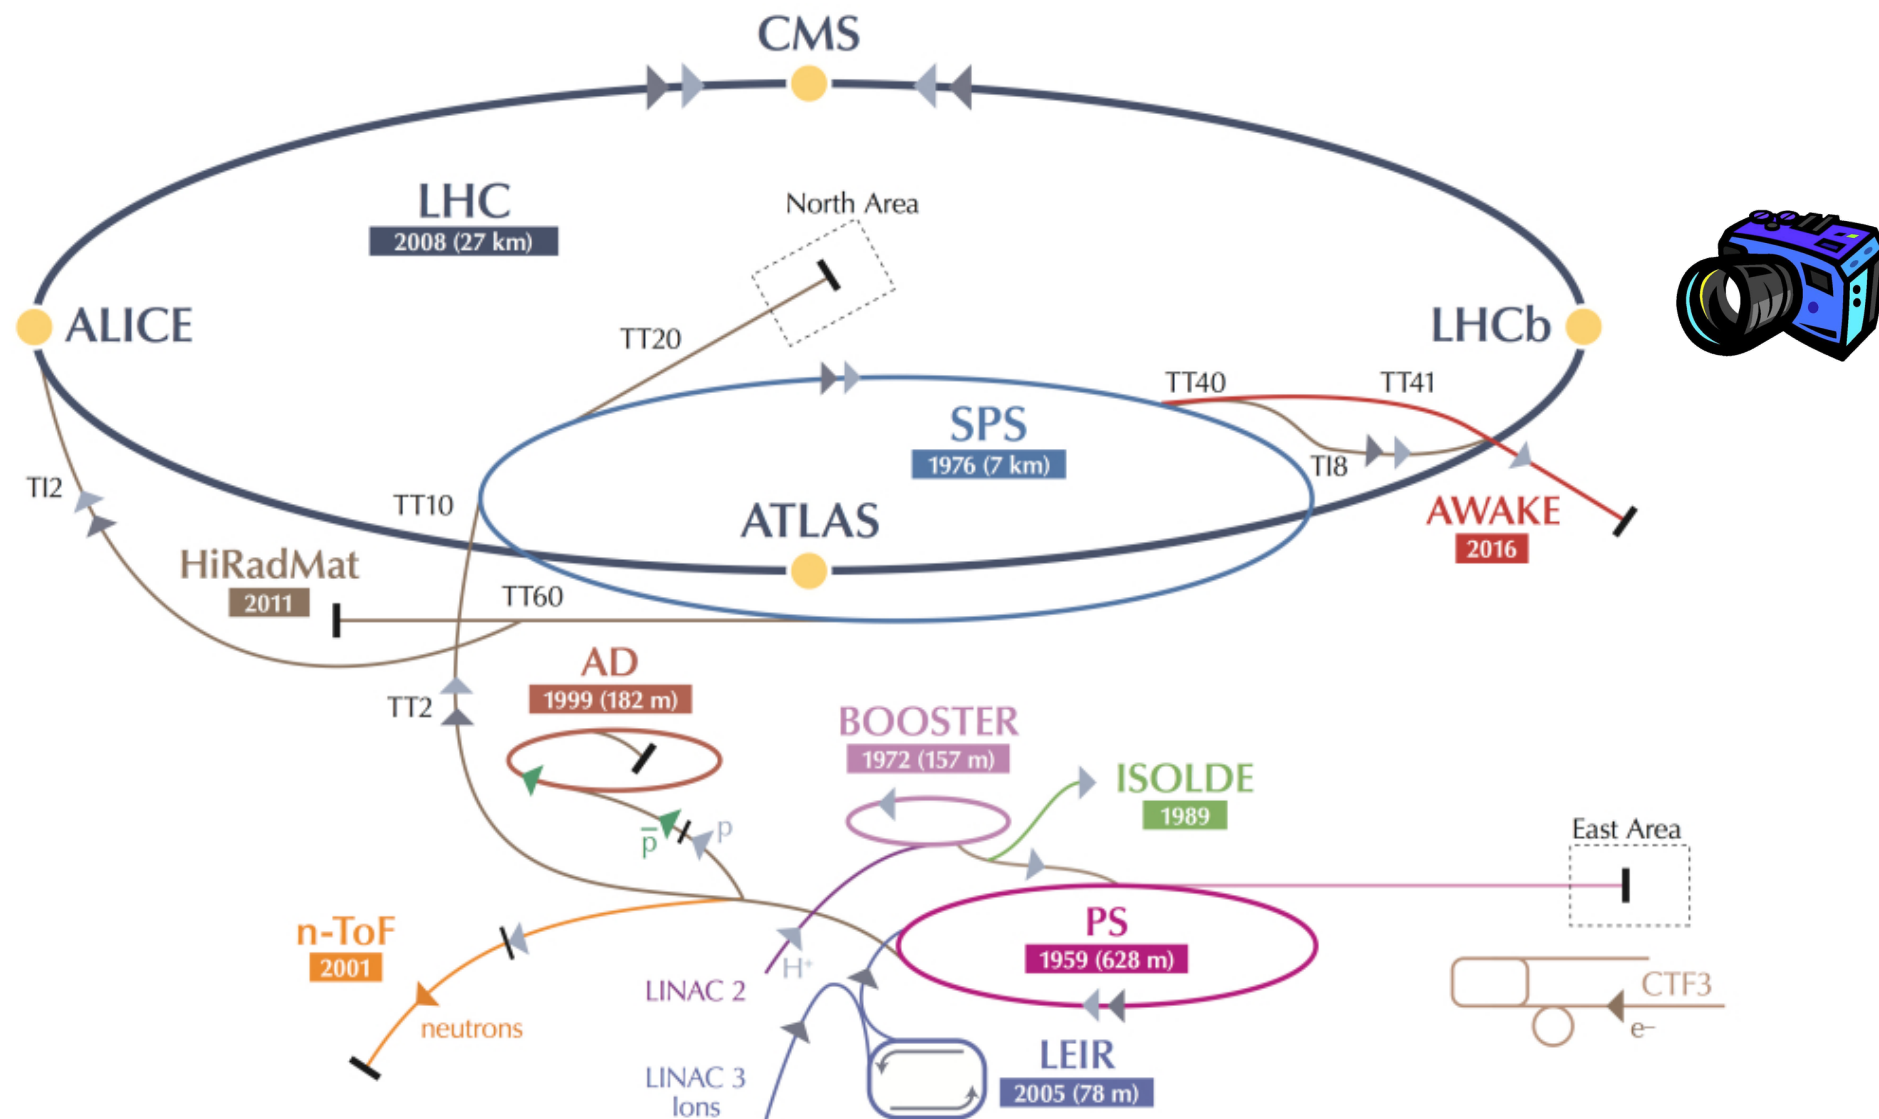 CMS
LHC
2008 (27 km)
North Area
ALICE
LHCb
TT20
TT40
TT41
SPS
1976 (7 km)
TI8
TI2
TT10
ATLAS
AWAKE
2016
HiRadMat
2011
TT60
AD
1999 (182 m)
TT2
BOOSTER
1972 (157 m)
ISOLDE
1989
p
p̅
East Area
n-ToF
2001
PS
1959 (628 m)
H⁺
LINAC 2
neutrons
CTF3
e–
LEIR
2005 (78 m)
LINAC 3
Ions